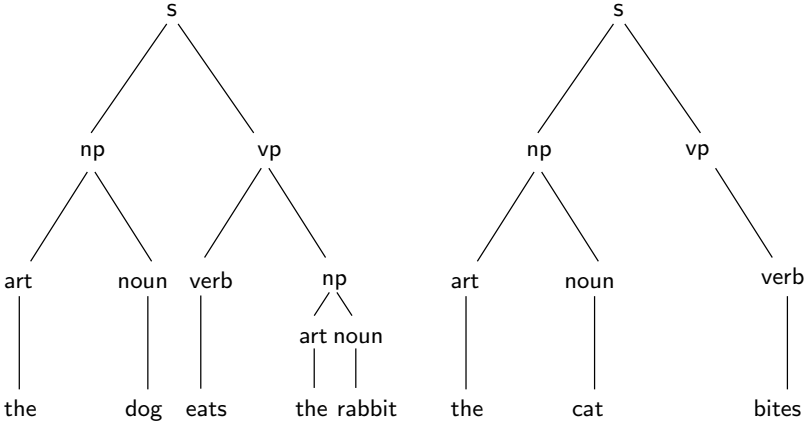 s s
np vp np vp
art noun verb np art noun verb
art noun
the dog eats the rabbit the cat bites